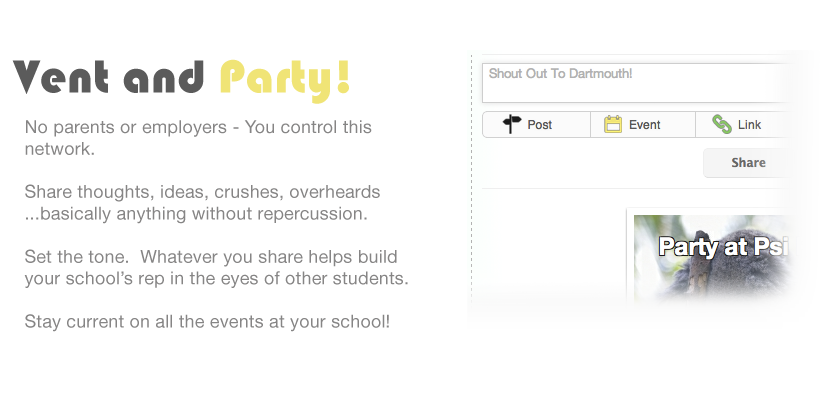 Vent and Party!
No parents or employers - You control this
network.
Share thoughts, ideas, crushes, overheards
...basically anything without repercussion.
Set the tone.  Whatever you share helps build
your school's rep in the eyes of other students.
Stay current on all the events at your school!
Shout Out To Dartmouth!
Post
Event
Link
Share
Party at Psi